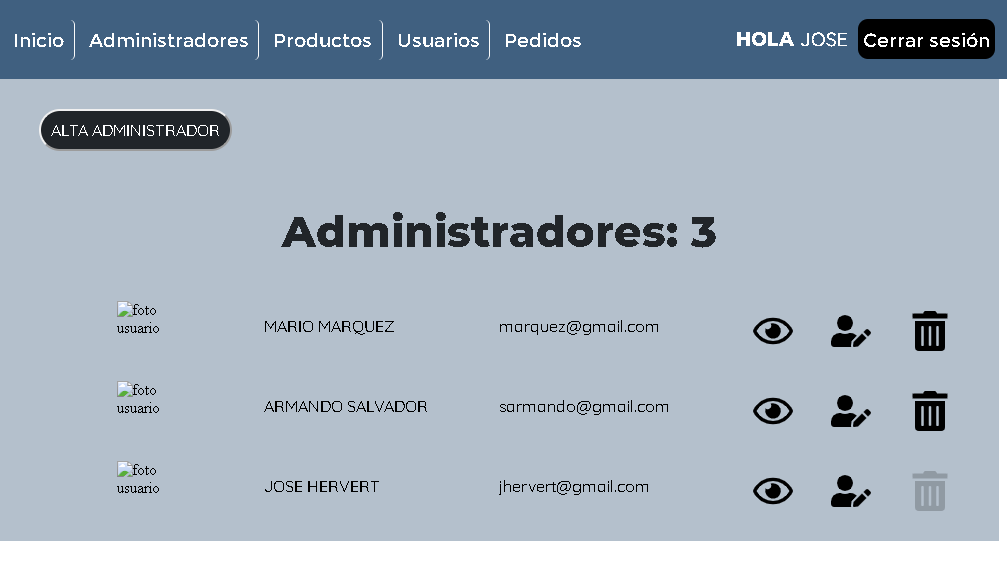 Inicio Administradores Productos Usuarios Pedidos HOLA JOSE Cerrar sesión
ALTA ADMINISTRADOR
Administradores: 3
foto
usuario
MARIO MARQUEZ marquez@gmail.com
foto
usuario
ARMANDO SALVADOR sarmando@gmail.com
foto
usuario
JOSE HERVERT jhervert@gmail.com